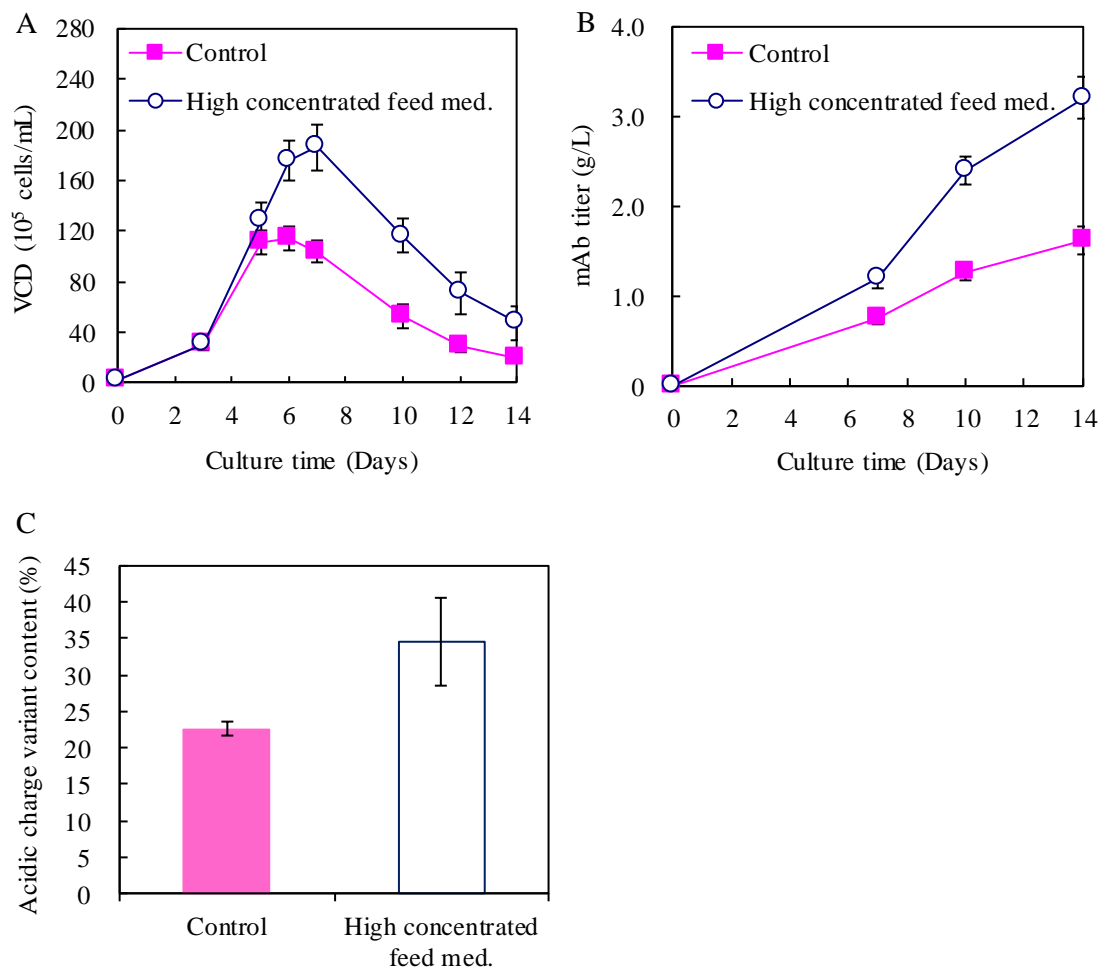 A
280
240
200
160
120
80
40
0
VCD (10⁵ cells/mL)
Control
High concentrated feed med.
0 2 4 6 8 10 12 14
Culture time (Days)
B
4.0
3.0
2.0
1.0
0
mAb titer (g/L)
Control
High concentrated feed med.
0 2 4 6 8 10 12 14
Culture time (Days)
C
45
40
35
30
25
20
15
10
5
0
Acidic charge variant content (%)
Control
High concentrated
feed med.